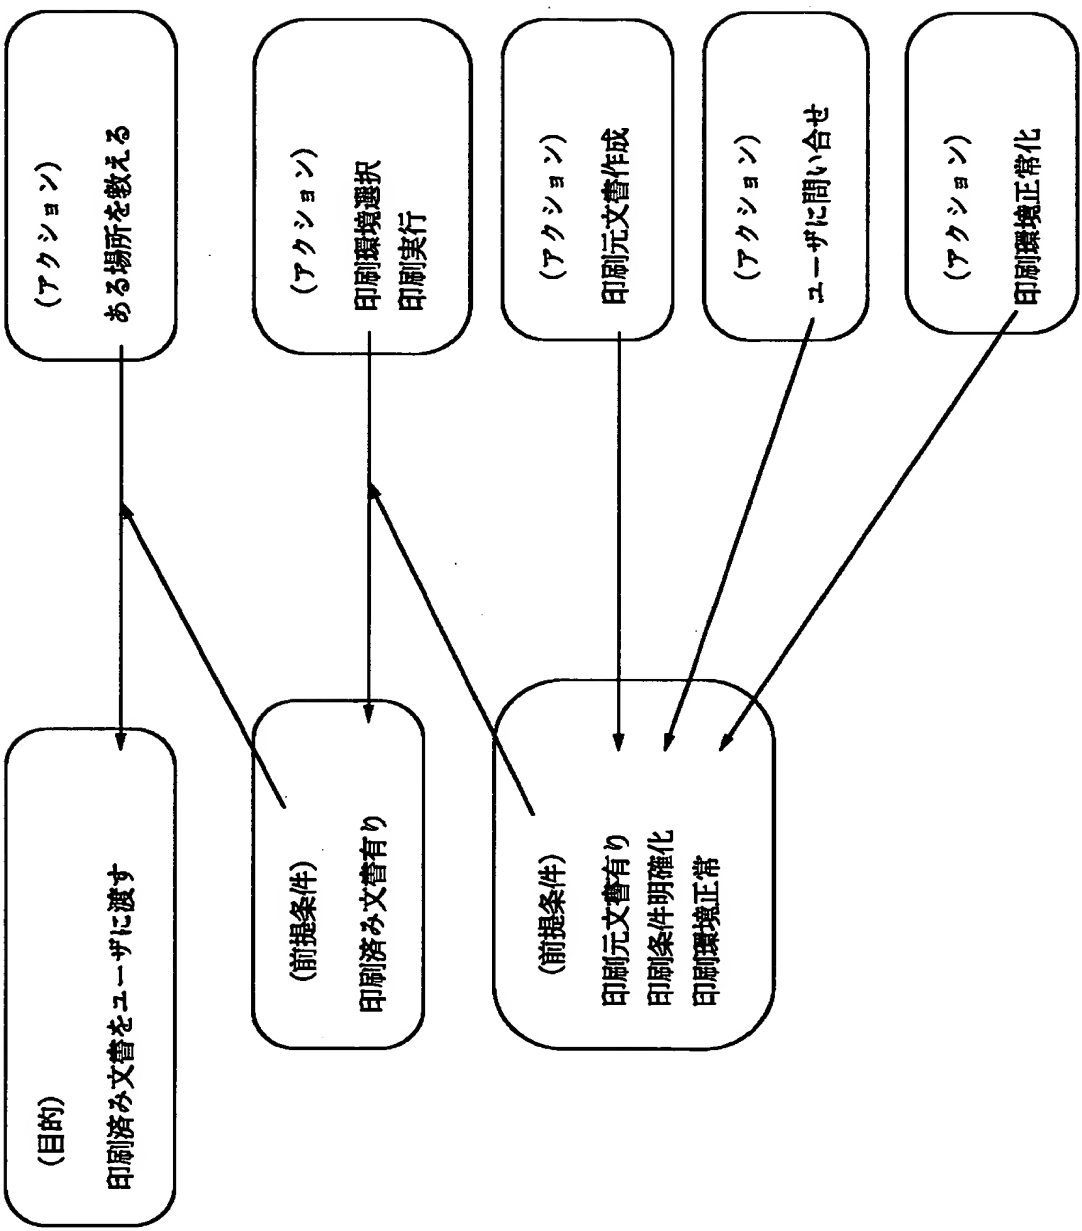 (目的)
印刷済み文書をユーザに渡す
(アクション)
ある場所を教える
(前提条件)
印刷済み文書有り
(アクション)
印刷環境選択
印刷実行
(前提条件)
印刷元文書有り
印刷条件明確化
印刷環境正常
(アクション)
印刷元文書作成
(アクション)
ユーザに問い合せ
(アクション)
印刷環境正常化